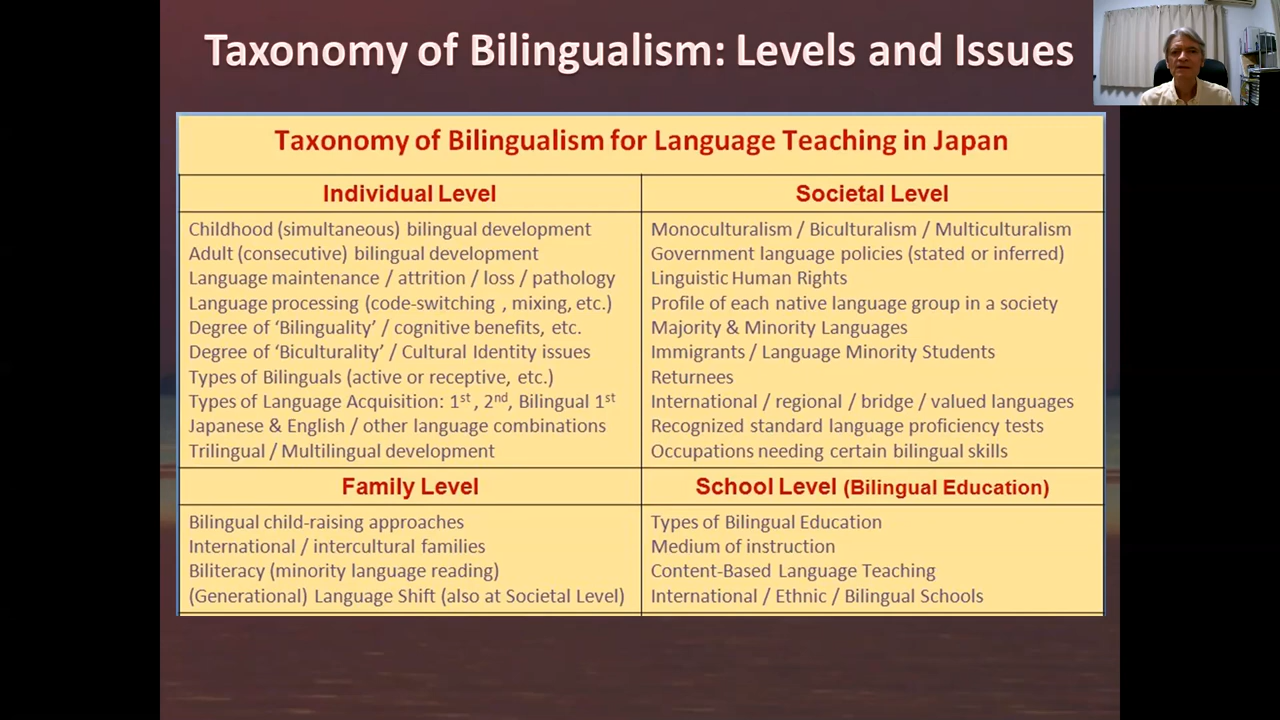 Taxonomy of Bilingualism: Levels and Issues
Taxonomy of Bilingualism for Language Teaching in Japan
Individual Level
Childhood (simultaneous) bilingual development
Adult (consecutive) bilingual development
Language maintenance / attrition / loss / pathology
Language processing (code-switching , mixing, etc.)
Degree of ‘Bilinguality’ / cognitive benefits, etc.
Degree of ‘Biculturality’ / Cultural Identity issues
Types of Bilinguals (active or receptive, etc.)
Types of Language Acquisition: 1st , 2nd, Bilingual 1st
Japanese & English / other language combinations
Trilingual / Multilingual development
Societal Level
Monoculturalism / Biculturalism / Multiculturalism
Government language policies (stated or inferred)
Linguistic Human Rights
Profile of each native language group in a society
Majority & Minority Languages
Immigrants / Language Minority Students
Returnees
International / regional / bridge / valued languages
Recognized standard language proficiency tests
Occupations needing certain bilingual skills
Family Level
Bilingual child-raising approaches
International / intercultural families
Biliteracy (minority language reading)
(Generational) Language Shift (also at Societal Level)
School Level (Bilingual Education)
Types of Bilingual Education
Medium of instruction
Content-Based Language Teaching
International / Ethnic / Bilingual Schools